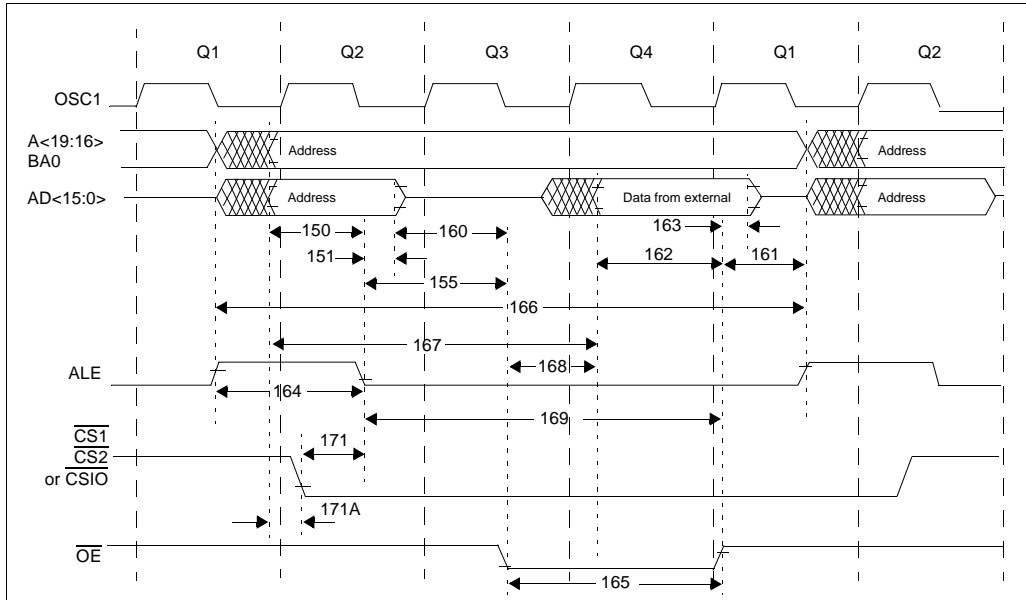 Q1 Q2 Q3 Q4 Q1 Q2
OSC1
A<19:16>
BA0
Address
Address
AD<15:0>
Address
Data from external
Address
150
160
163
151
162
161
155
166
167
168
ALE
164
169
CS1
CS2
or CSIO
171
171A
OE
165